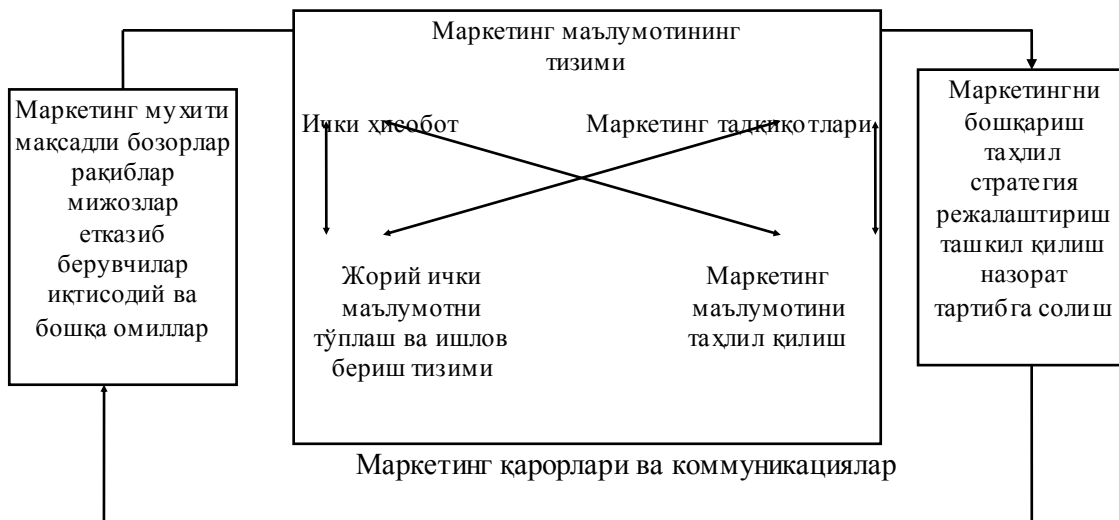 Маркетинг маълумотининг
тизими
Маркетинг мухити
мақсадли бозорлар
рақиблар
мижозлар
етказиб
берувчилар
иқтисодий ва
бошқа омиллар
Ички ҳисобот
Маркетинг тадқиқотлари
Жорий ички
маълумотни
тўплаш ва ишлов
бериш тизими
Маркетинг
маълумотини
таҳлил қилиш
Маркетингни
бошқариш
таҳлил
стратегия
режалаштириш
ташкил қилиш
назорат
тартибга солиш
Маркетинг қарорлари ва коммуникациялар